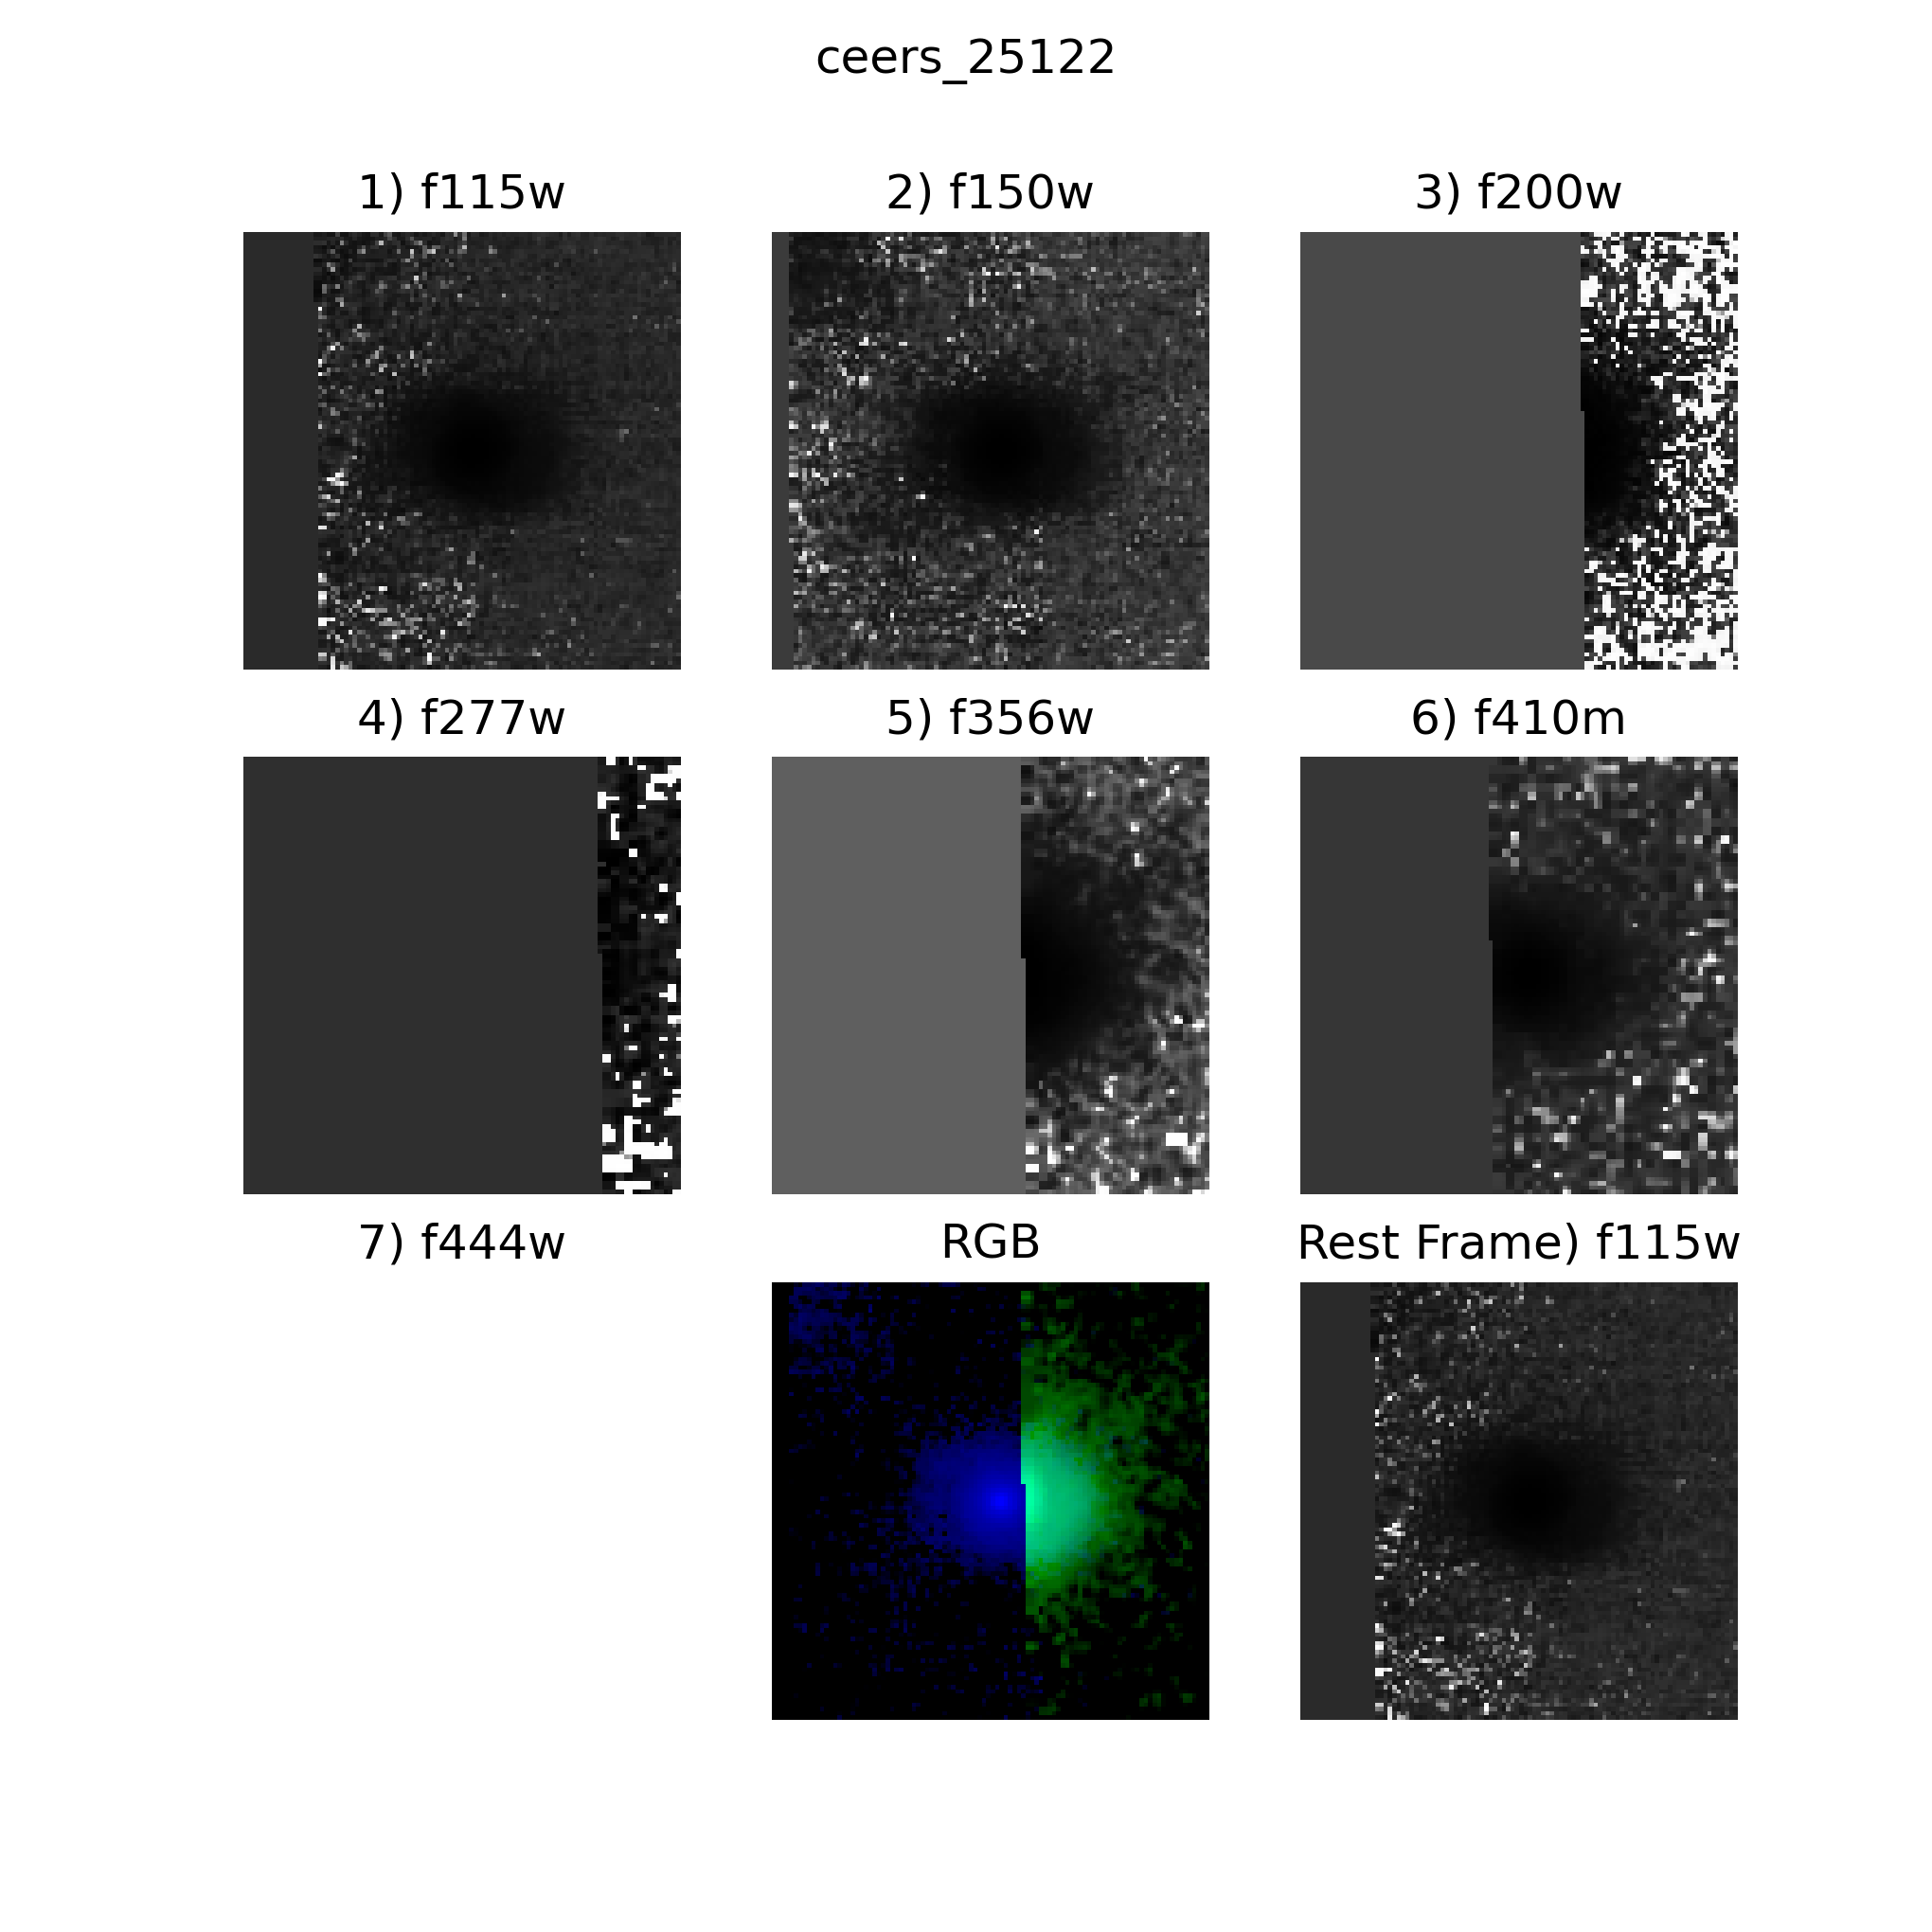 ceers_25122
1) f115w
2) f150w
3) f200w
4) f277w
5) f356w
6) f410m
7) f444w
RGB
Rest Frame) f115w